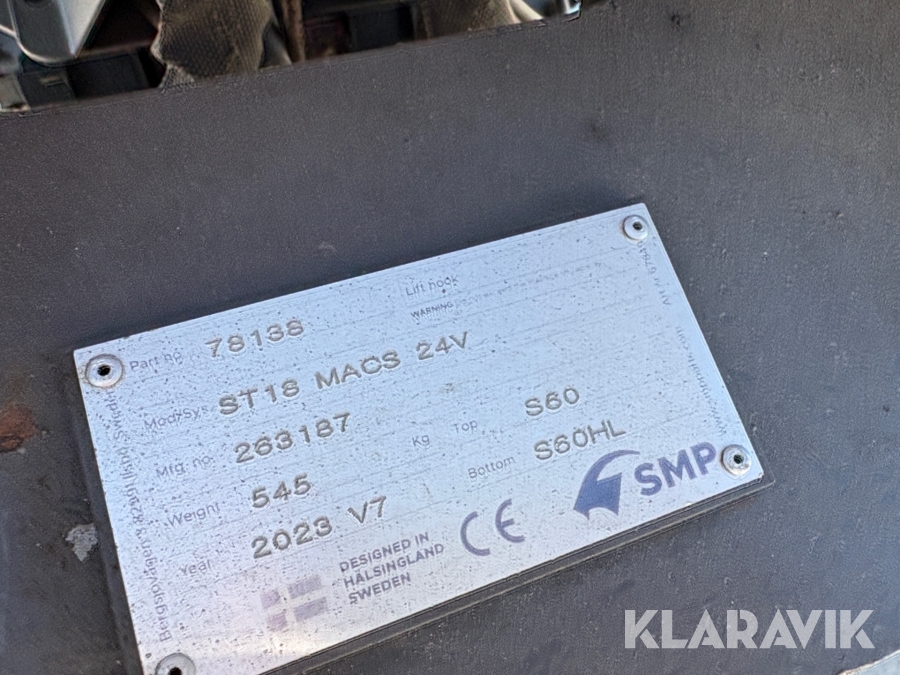 Part no. 78138
Lift hook
WARNING
Mod/Sys. ST18 MACS 24V
Mfg. no. 263187
Weight 545 Kg
Top S60
Year 2023 V7
Bottom S60HL
DESIGNED IN
HÄLSINGLAND
SWEDEN
CE
SMP
KLARAVIK